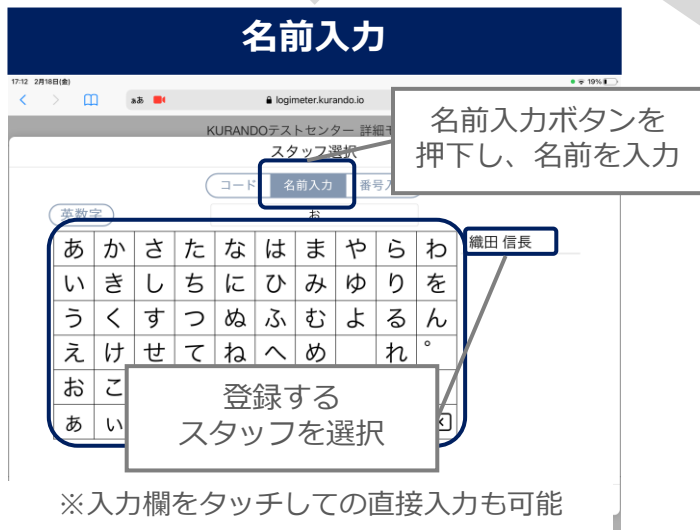 名前入力
17:12 2月18日(金)
ぁあ
logimeter.kurando.io
19%
KURANDOテストセンター 詳細
スタッフ選択
名前入力ボタンを
押下し、名前を入力
コード 名前入力 番号
英数字
お
あ か さ た な は ま や ら わ
織田 信長
い き し ち に ひ み ゆ り を
う く す つ ぬ ふ む よ る ん
え け せ て ね へ め れ ゜
お こ
あ い
登録する
スタッフを選択
※入力欄をタッチしての直接入力も可能